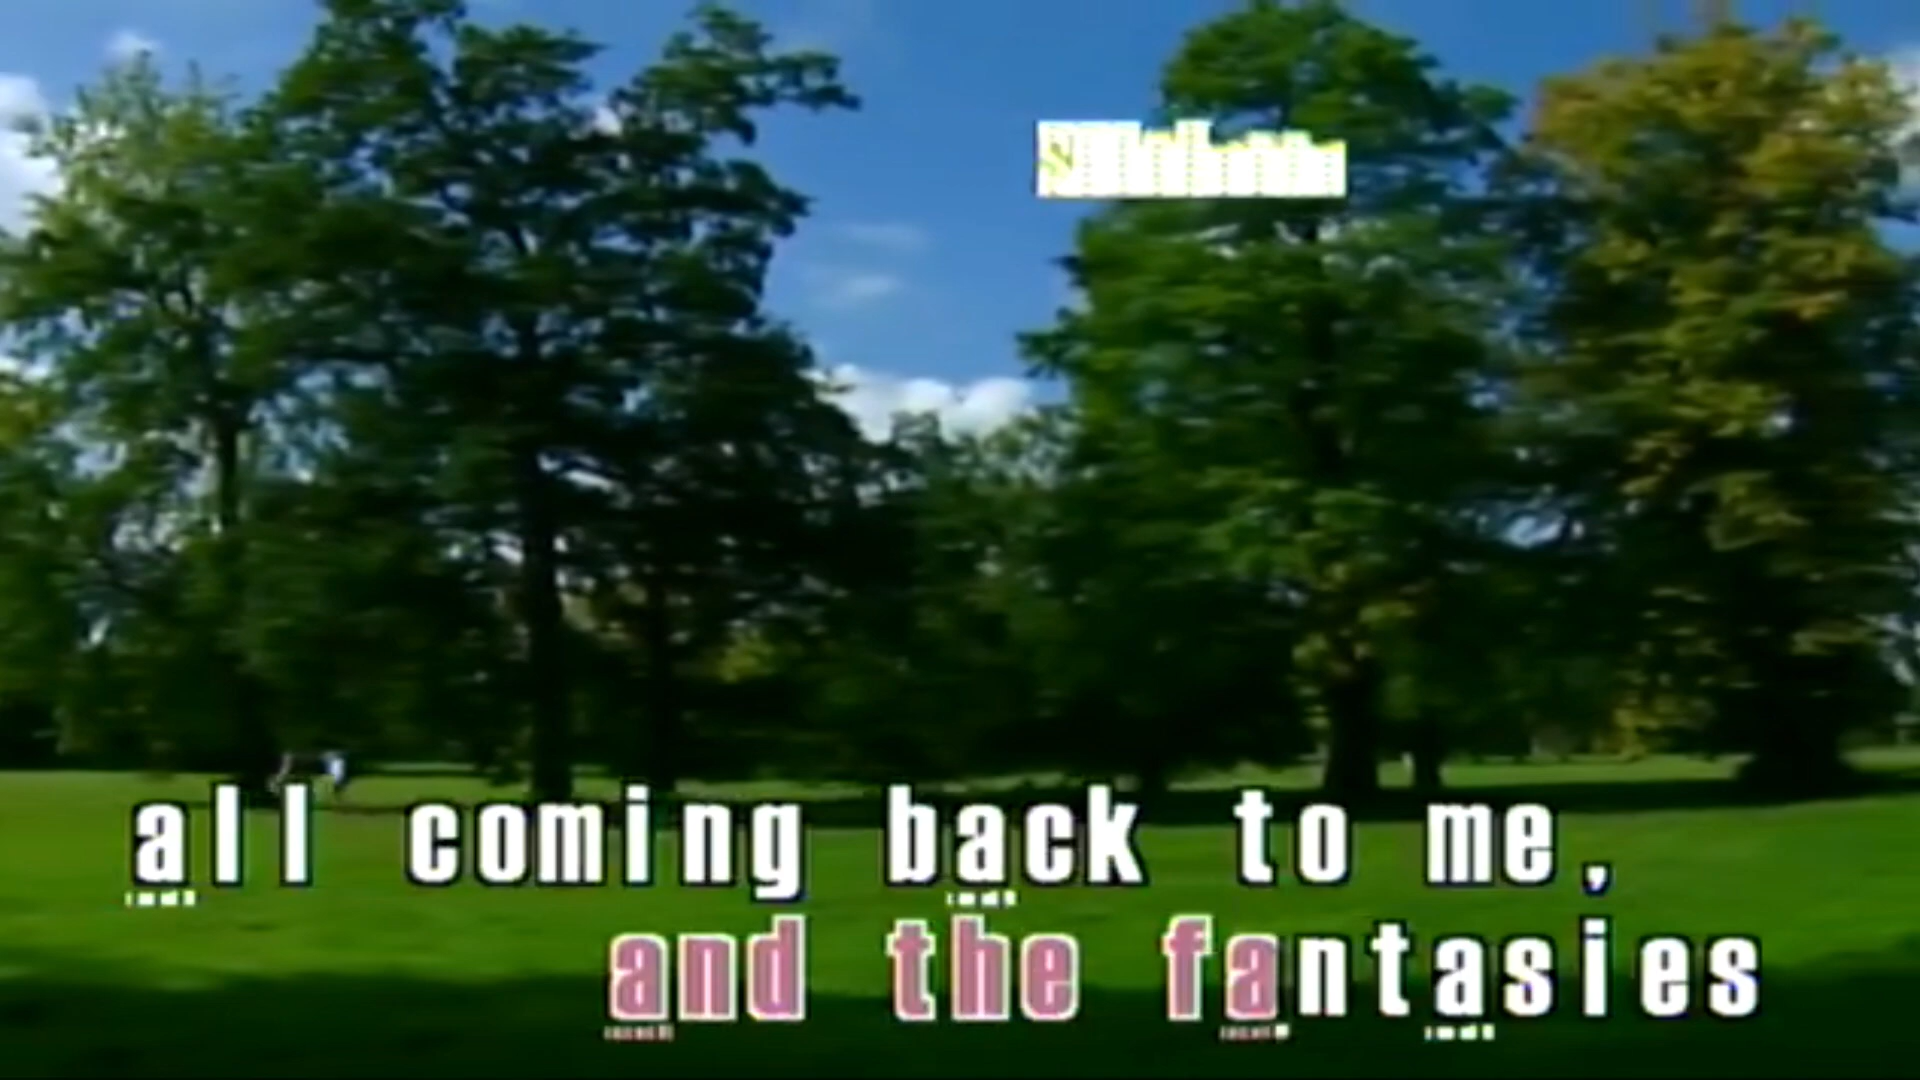 all coming back to me,
and the fantasies